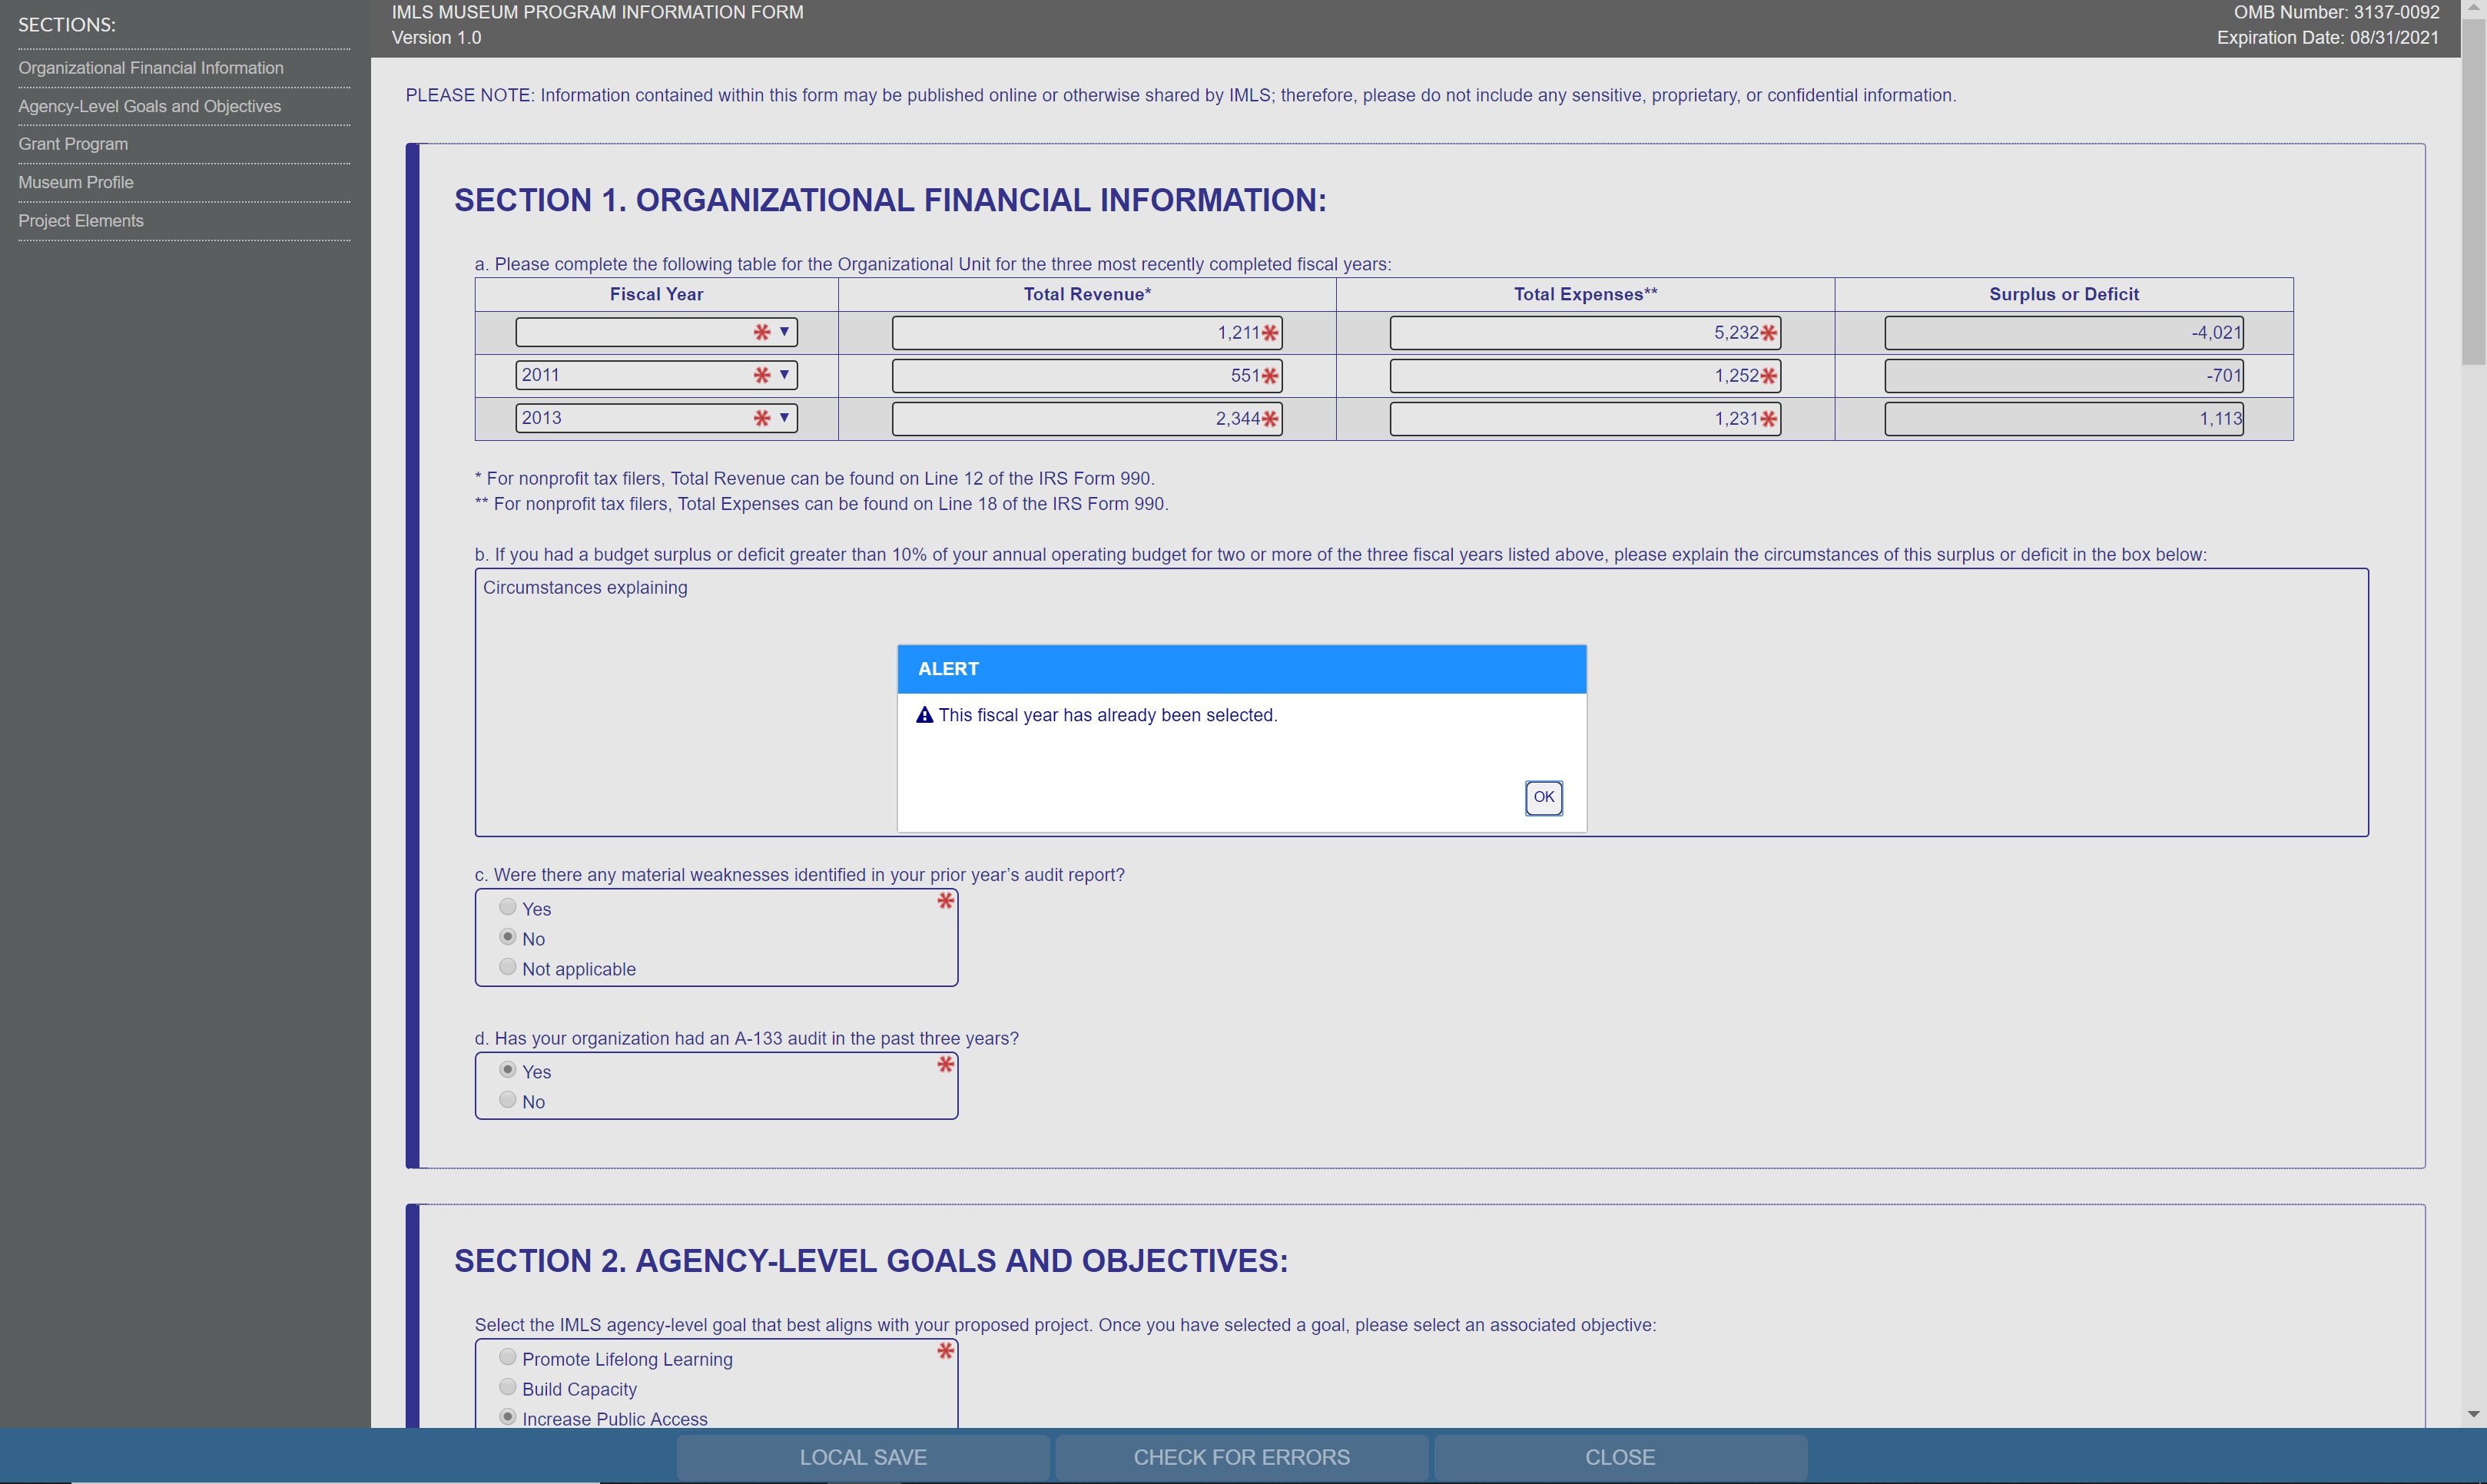 SECTIONS:
Organizational Financial Information
Agency-Level Goals and Objectives
Grant Program
Museum Profile
Project Elements
IMLS MUSEUM PROGRAM INFORMATION FORM
Version 1.0
OMB Number: 3137-0092
Expiration Date: 08/31/2021
PLEASE NOTE: Information contained within this form may be published online or otherwise shared by IMLS; therefore, please do not include any sensitive, proprietary, or confidential information.
SECTION 1. ORGANIZATIONAL FINANCIAL INFORMATION:
a. Please complete the following table for the Organizational Unit for the three most recently completed fiscal years:
Fiscal Year Total Revenue* Total Expenses** Surplus or Deficit
1,211 5,232 -4,021
2011 551 1,252 -701
2013 2,344 1,231 1,113
* For nonprofit tax filers, Total Revenue can be found on Line 12 of the IRS Form 990.
** For nonprofit tax filers, Total Expenses can be found on Line 18 of the IRS Form 990.
b. If you had a budget surplus or deficit greater than 10% of your annual operating budget for two or more of the three fiscal years listed above, please explain the circumstances of this surplus or deficit in the box below:
Circumstances explaining
ALERT
This fiscal year has already been selected.
OK
c. Were there any material weaknesses identified in your prior year's audit report?
Yes
No
Not applicable
d. Has your organization had an A-133 audit in the past three years?
Yes
No
SECTION 2. AGENCY-LEVEL GOALS AND OBJECTIVES:
Select the IMLS agency-level goal that best aligns with your proposed project. Once you have selected a goal, please select an associated objective:
Promote Lifelong Learning
Build Capacity
Increase Public Access
LOCAL SAVE CHECK FOR ERRORS CLOSE